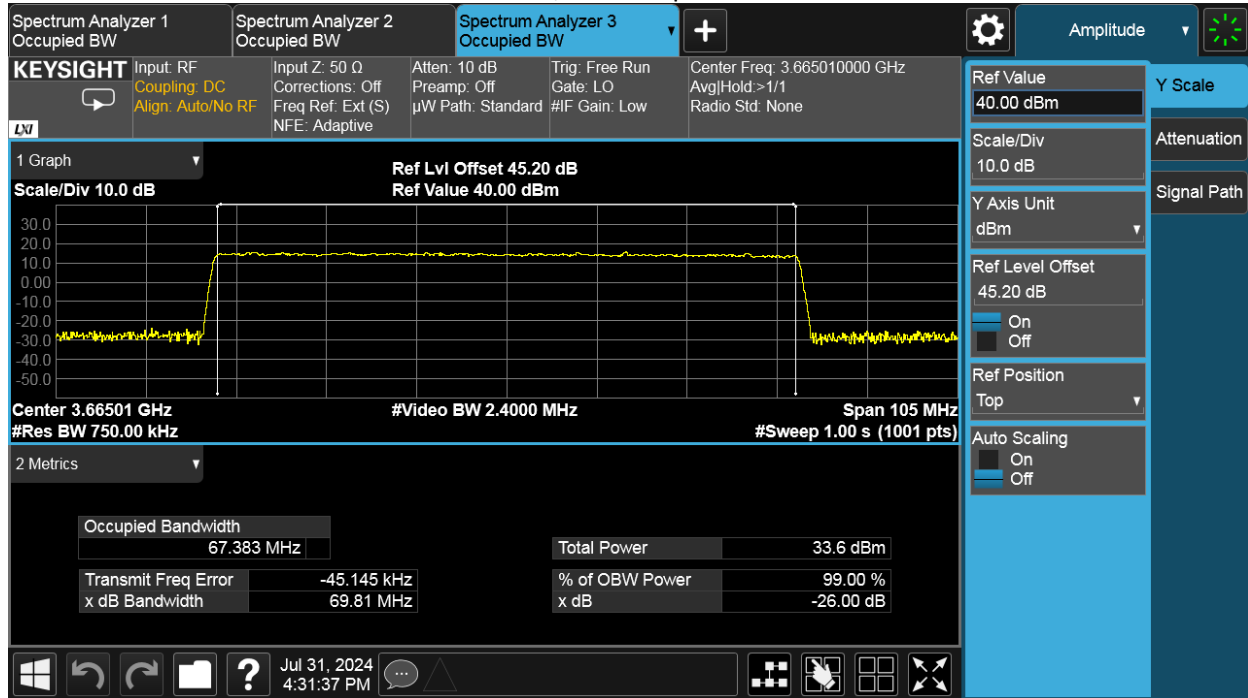 Spectrum Analyzer 1
Occupied BW
Spectrum Analyzer 2
Occupied BW
Spectrum Analyzer 3
Occupied BW
+
Amplitude
KEYSIGHT
LXI
Input: RF
Coupling: DC
Align: Auto/No RF
Input Z: 50 Ω
Corrections: Off
Freq Ref: Ext (S)
NFE: Adaptive
Atten: 10 dB
Preamp: Off
µW Path: Standard
Trig: Free Run
Gate: LO
#IF Gain: Low
Center Freq: 3.665010000 GHz
Avg|Hold:>1/1
Radio Std: None
1 Graph
Scale/Div 10.0 dB
Ref Lvl Offset 45.20 dB
Ref Value 40.00 dBm
30.0
20.0
10.0
0.00
-10.0
-20.0
-30.0
-40.0
-50.0
Center 3.66501 GHz
#Video BW 2.4000 MHz
Span 105 MHz
#Res BW 750.00 kHz
#Sweep 1.00 s (1001 pts)
2 Metrics
Occupied Bandwidth
67.383 MHz
Total Power 33.6 dBm
Transmit Freq Error -45.145 kHz
% of OBW Power 99.00 %
x dB Bandwidth 69.81 MHz
x dB -26.00 dB
Ref Value
40.00 dBm
Scale/Div
10.0 dB
Y Axis Unit
dBm
Ref Level Offset
45.20 dB
On
Off
Ref Position
Top
Auto Scaling
On
Off
Y Scale
Attenuation
Signal Path
?
Jul 31, 2024
4:31:37 PM